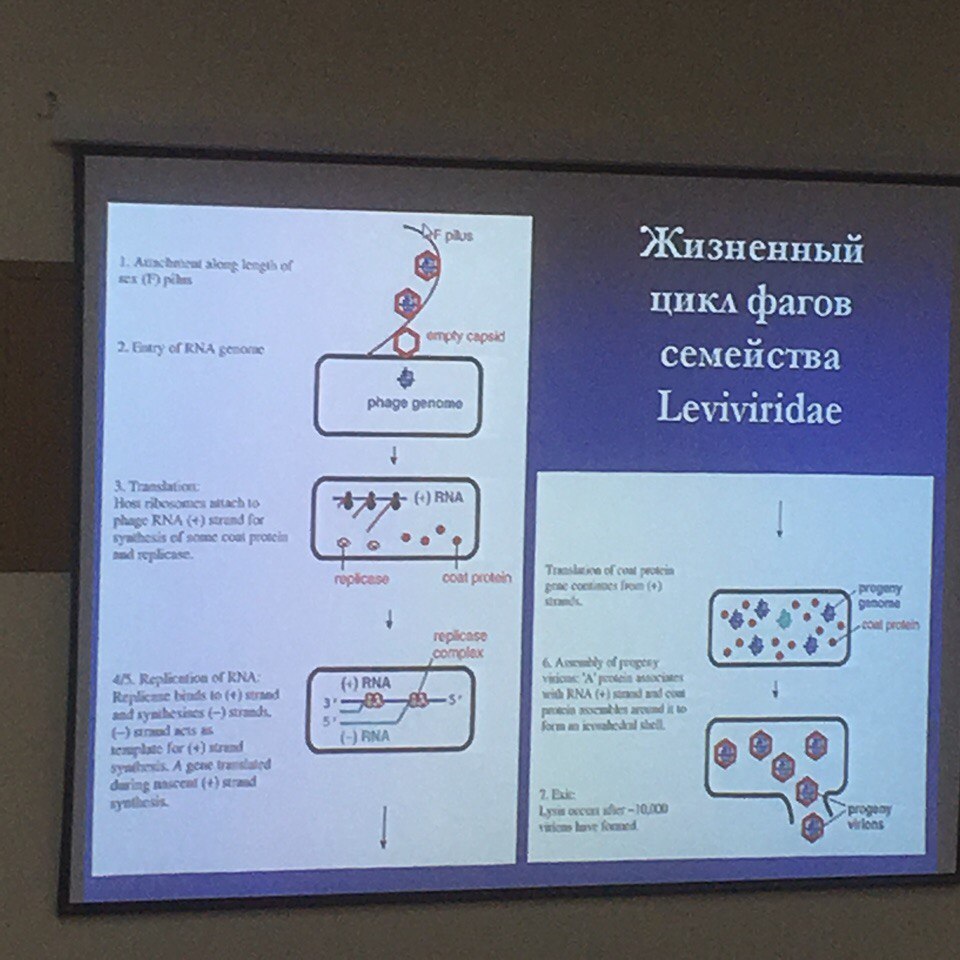 Жизненный
цикл фагов
семейства
Leviviridae
1. Attachment along length of
sex (F) pilus
F pilus
2. Entry of RNA genome
empty capsid
phage genome
3. Translation:
Host ribosomes attach to
phage RNA (+) strand for
synthesis of some coat protein
and replicase.
(+) RNA
replicase
coat protein
4/5. Replication of RNA:
Replicase binds to (+) strand
and synthesizes (–) strands.
(–) strand acts as
template for (+) strand
synthesis. A gene translated
during nascent (+) strand
synthesis.
replicase
complex
(+) RNA
3'
5'
5'
(–) RNA
Translation of coat protein
gene continues from (+)
strands.
progeny
genome
coat protein
6. Assembly of progeny
virions: 'A' protein associates
with RNA (+) strand and coat
protein assembles around it to
form an icosahedral shell.
7. Exit:
Lysis occurs after ~10,000
virions have formed.
progeny
virions